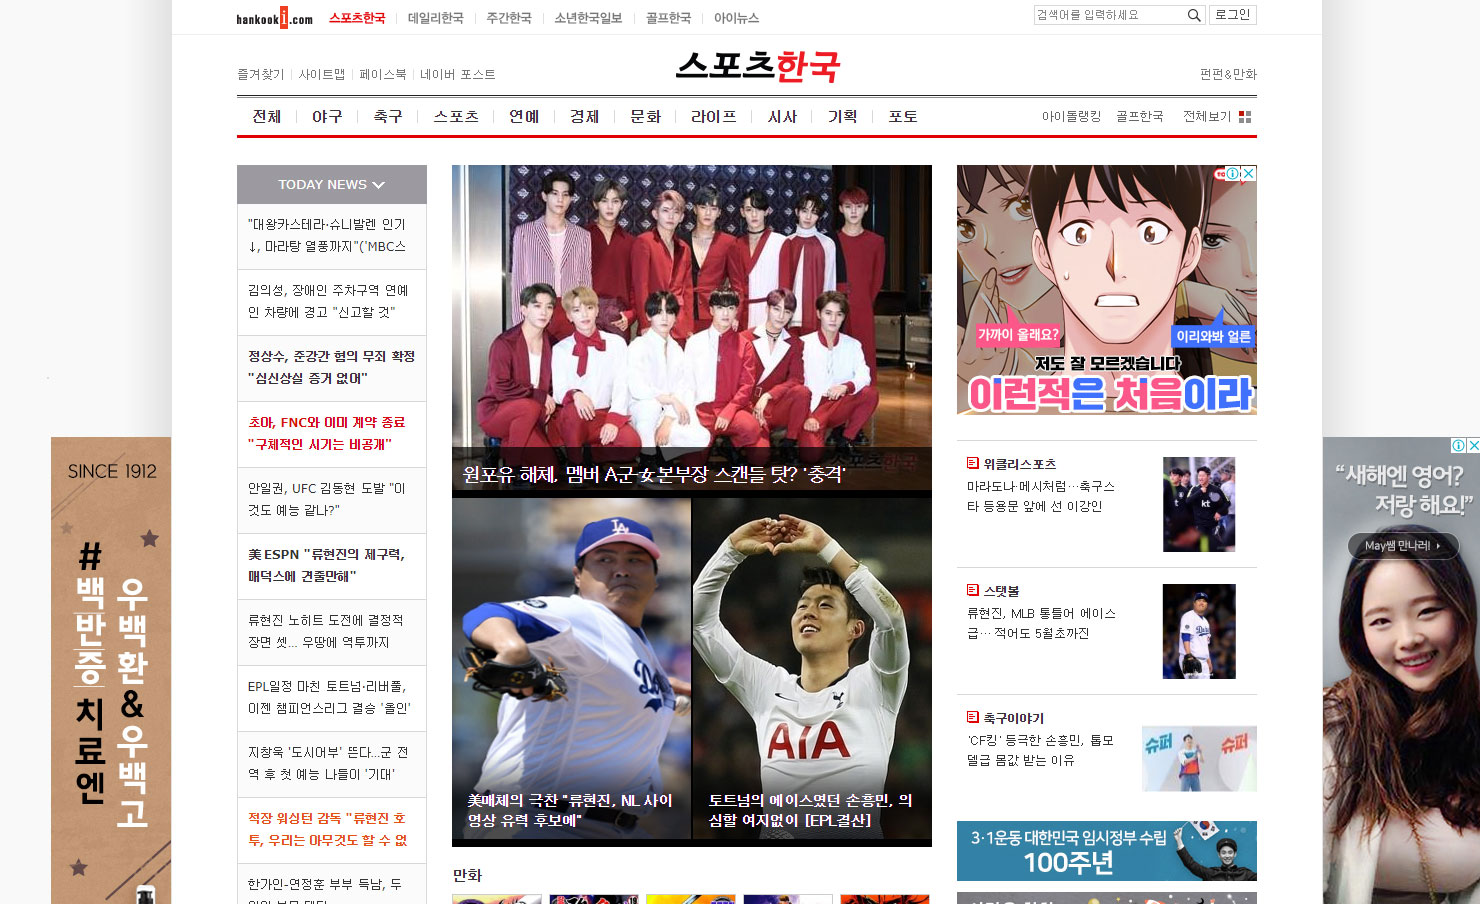 hankooki.com
스포츠한국
데일리한국
주간한국
소년한국일보
골프한국
아이뉴스
검색어를 입력하세요
로그인
즐겨찾기
사이트맵
페이스북
네이버 포스트
스포츠한국
펀펀&만화
전체
야구
축구
스포츠
연예
경제
문화
라이프
시사
기획
포토
아이돌랭킹
골프한국
전체보기
TODAY NEWS
"대왕카스테라·슈니발렌 인기
↓, 마라탕 열풍까지"('MBC스
김의성, 장애인 주차구역 연예
인 차량에 경고 "신고할 것"
정상수, 준강간 혐의 무죄 확정
"심신상실 증거 없어"
초아, FNC와 이미 계약 종료
"구체적인 시기는 비공개"
안일권, UFC 김동현 도발 "이
것도 예능 같나?"
美 ESPN "류현진의 제구력,
매덕스에 견줄만해"
류현진 노히트 도전에 결정적
장면 셋... 우땅에 역투까지
EPL일정 마친 토트넘·리버풀,
이젠 챔피언스리그 결승 '올인'
지창욱 '도시어부' 뜬다...군 전
역 후 첫 예능 나들이 '기대'
적장 워싱턴 감독 "류현진 호
투, 우리는 아무것도 할 수 없
한가인-연정훈 부부 득남, 두
원포유 해체, 멤버 A군-女본부장 스캔들 탓? '충격'
스포츠한국
美매체의 극찬 "류현진, NL 사이
영상 유력 후보에"
AIA
토트넘의 에이스였던 손흥민, 의
심할 여지없이 [EPL결산]
만화
가까이 올래요?
이리와봐 얼른
저도 잘 모르겠습니다
이런적은 처음이라
위클리스포츠
마라도나·메시처럼…축구스
타 등용문 앞에 선 이강인
kt
스탯볼
류현진, MLB 통틀어 에이스
급… 적어도 5월초까진
축구이야기
'CF킹' 등극한 손흥민, 톱모
델급 몸값 받는 이유
슈퍼
슈퍼
3·1운동 대한민국 임시정부 수립
100주년
SINCE 1912
우백환&우백고
#백반증 치료엔
"새해엔 영어?
저랑 해요!"
May쌤 만나러!